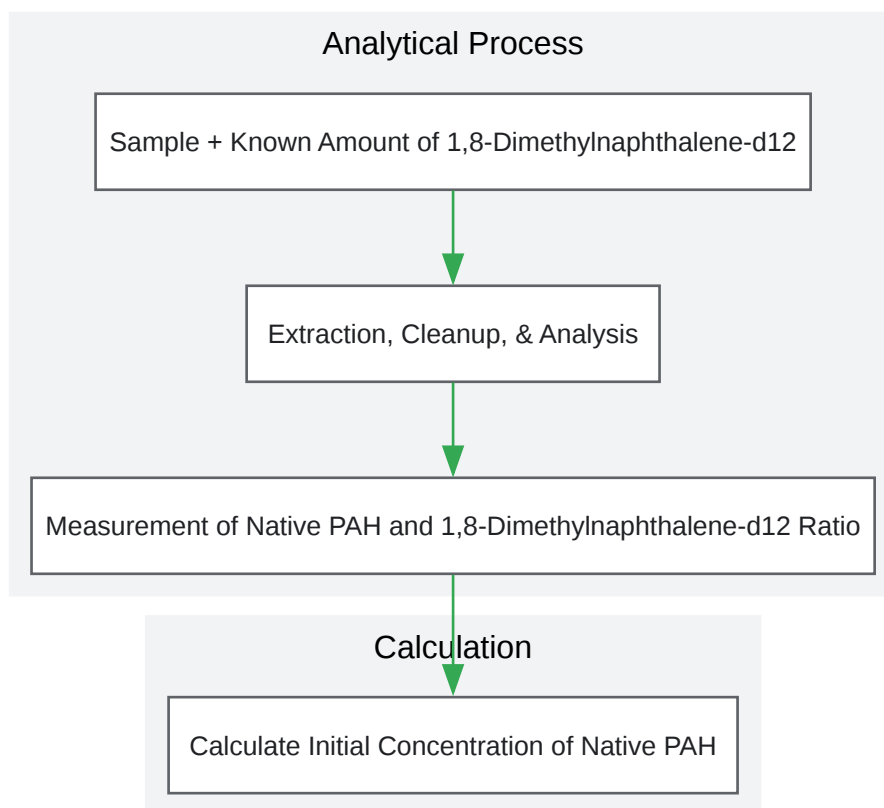 Analytical Process
Sample + Known Amount of 1,8-Dimethylnaphthalene-d12
Extraction, Cleanup, & Analysis
Measurement of Native PAH and 1,8-Dimethylnaphthalene-d12 Ratio
Calculation
Calculate Initial Concentration of Native PAH